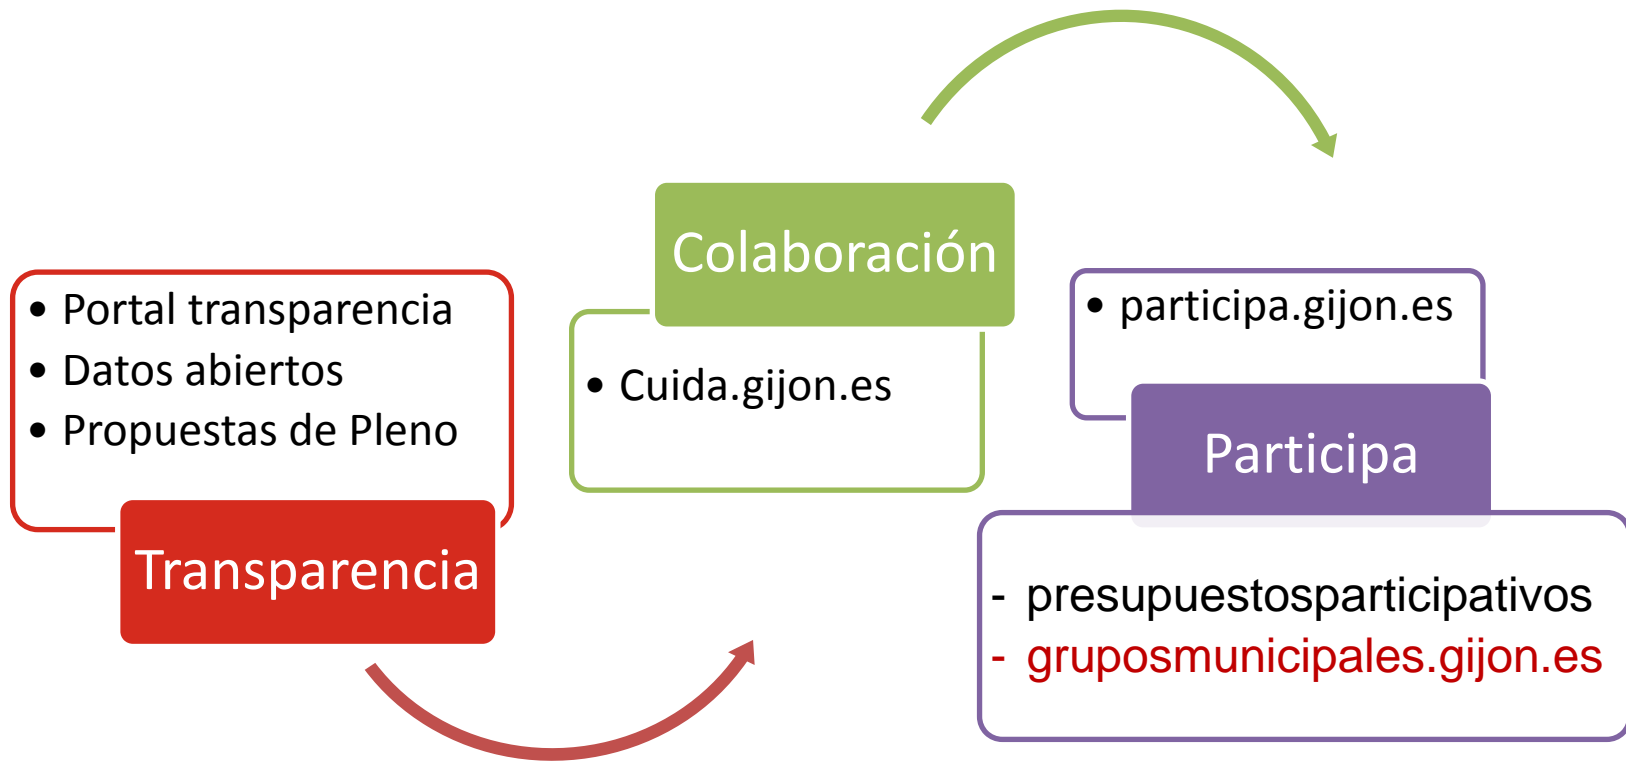 • Portal transparencia
• Datos abiertos
• Propuestas de Pleno
Transparencia
Colaboración
• Cuida.gijon.es
• participa.gijon.es
Participa
- presupuestosparticipativos
- gruposmunicipales.gijon.es